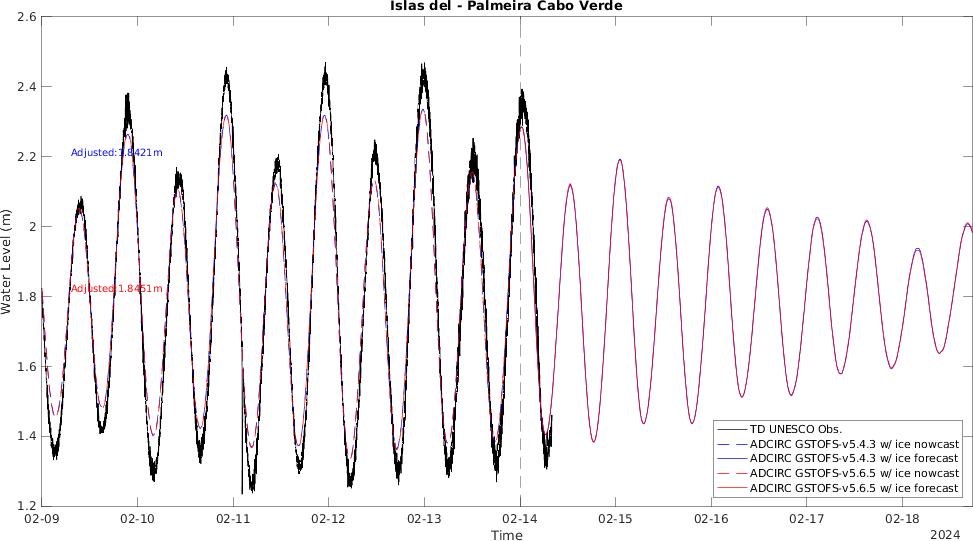 Islas del - Palmeira Cabo Verde
2.6
2.4
2.2
2
1.8
1.6
1.4
1.2
Water Level (m)
Adjusted:1.8421m
Adjusted:1.8451m
TD UNESCO Obs.
ADCIRC GSTOFS-v5.4.3 w/ ice nowcast
ADCIRC GSTOFS-v5.4.3 w/ ice forecast
ADCIRC GSTOFS-v5.6.5 w/ ice nowcast
ADCIRC GSTOFS-v5.6.5 w/ ice forecast
02-09 02-10 02-11 02-12 02-13 02-14 02-15 02-16 02-17 02-18
Time
2024